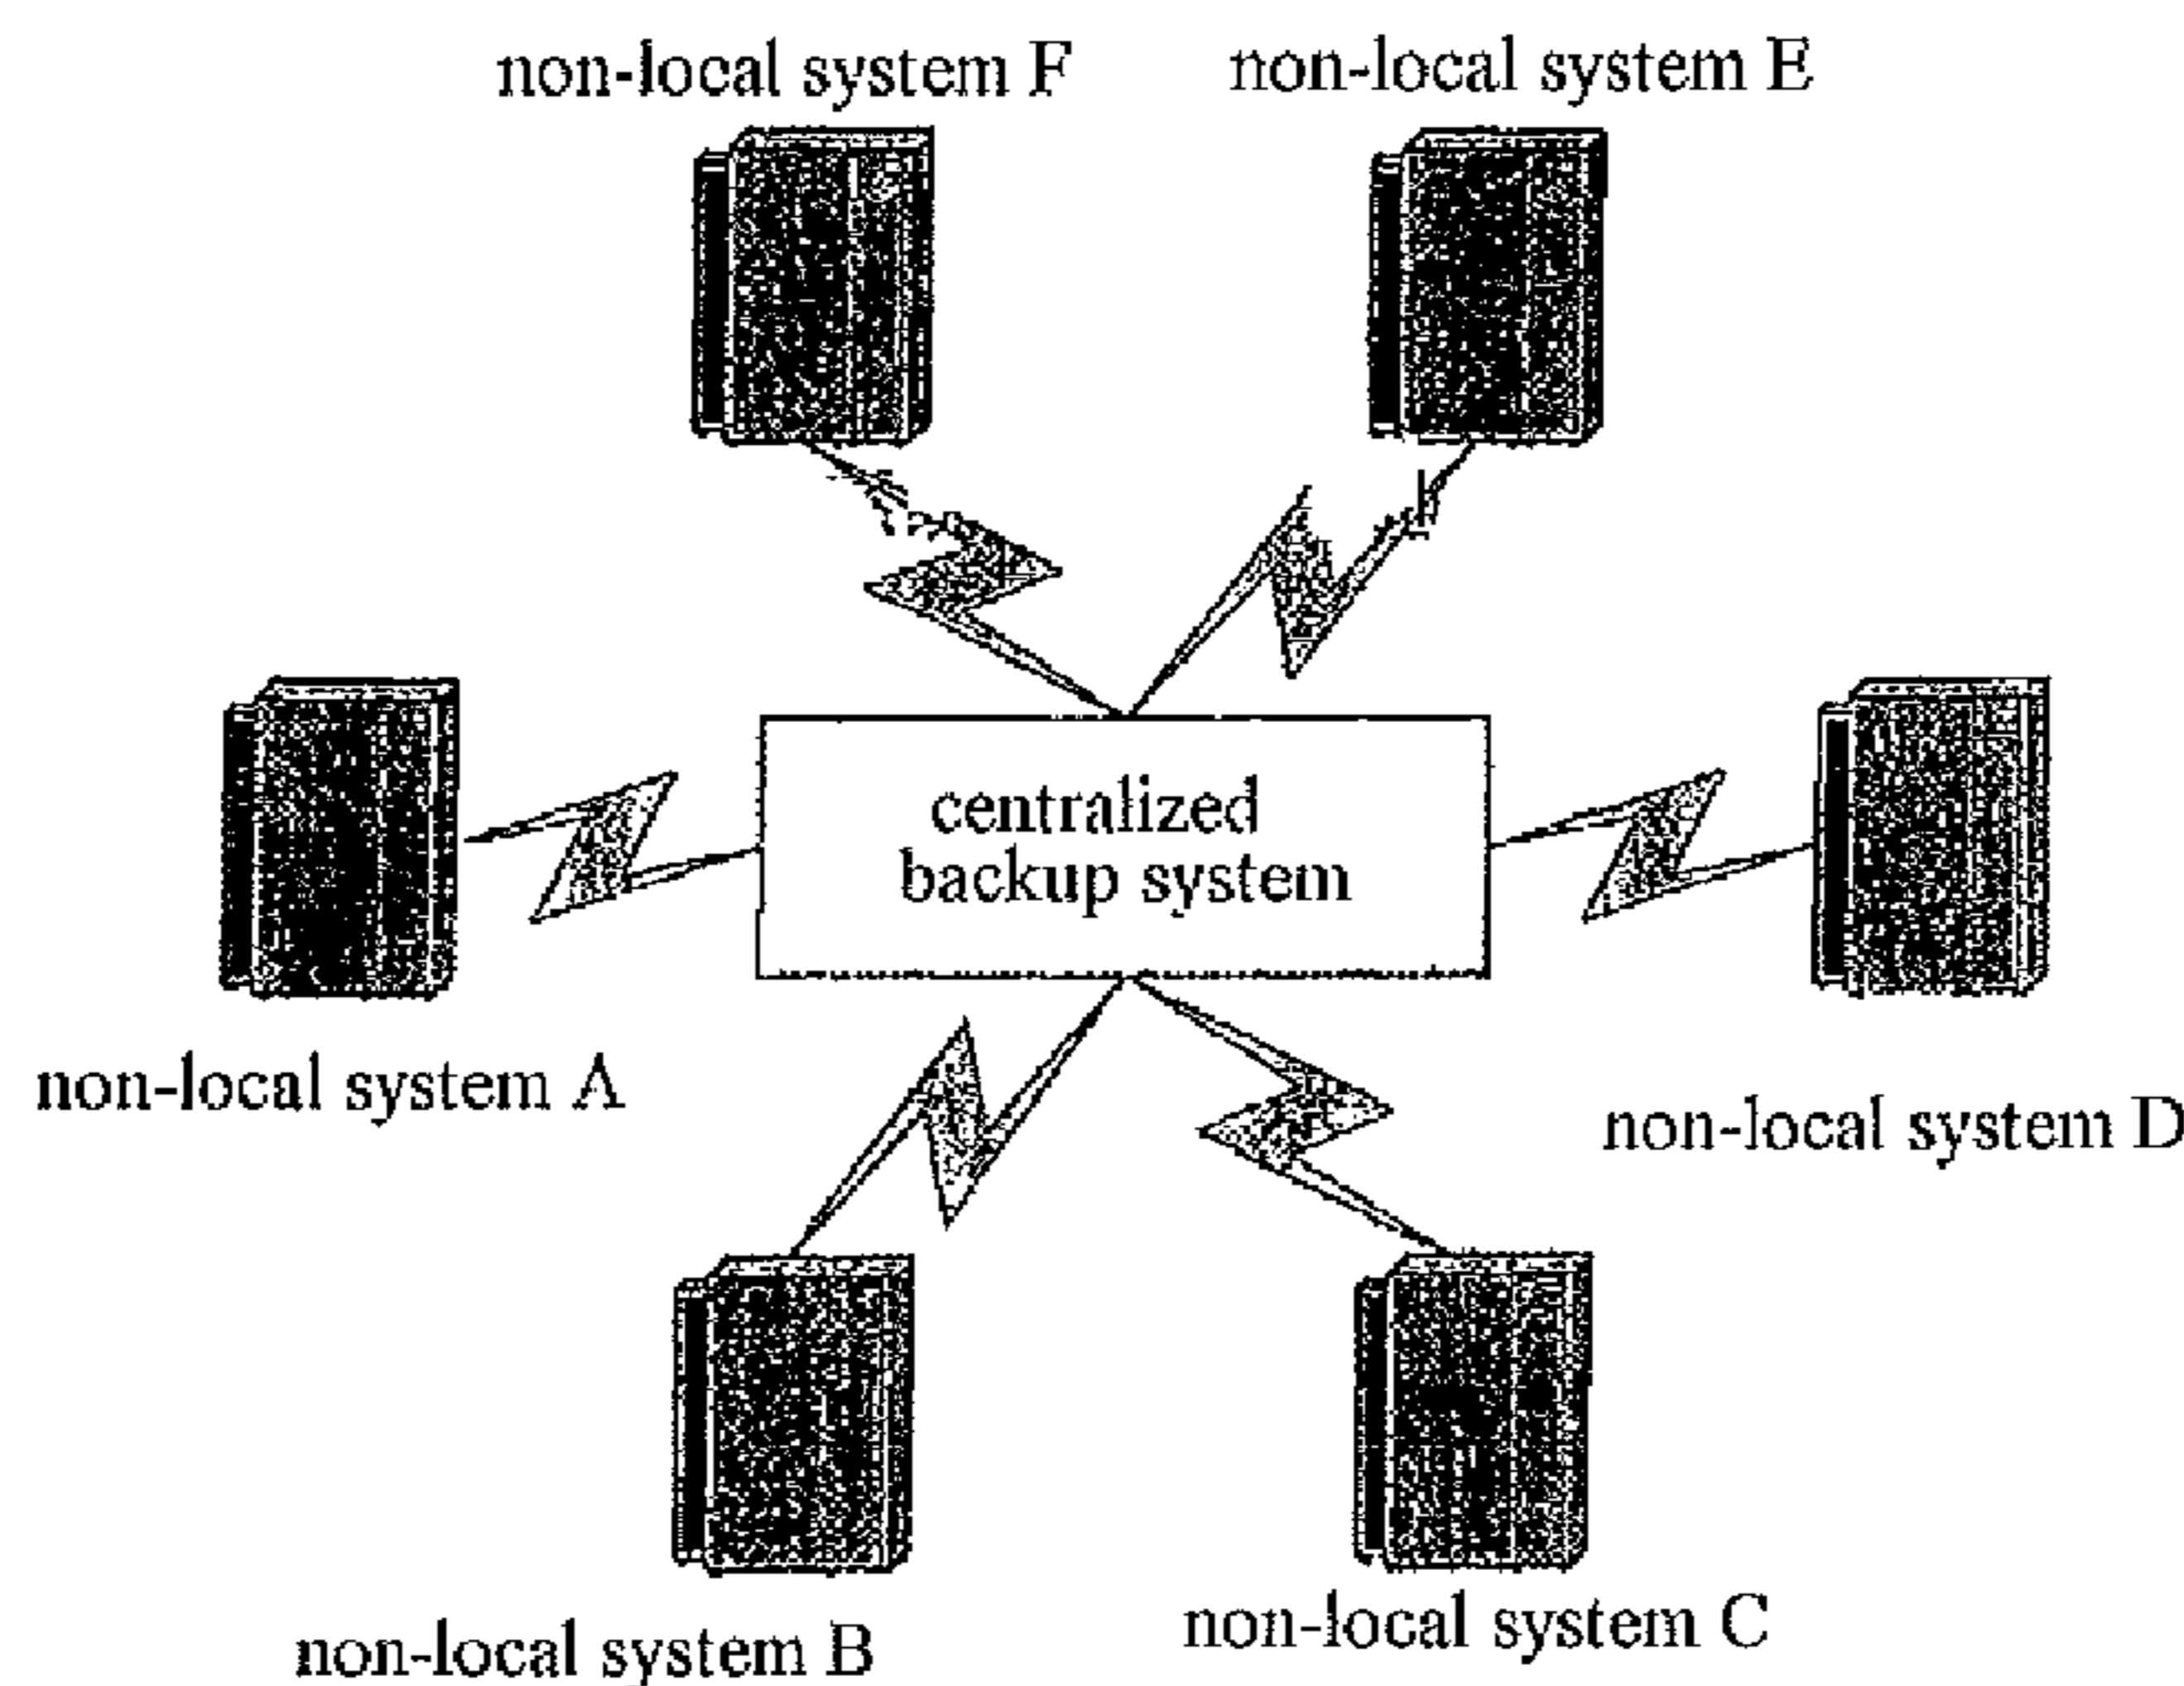 non-local system F
non-local system E
centralized
backup system
non-local system A
non-local system D
non-local system B
non-local system C